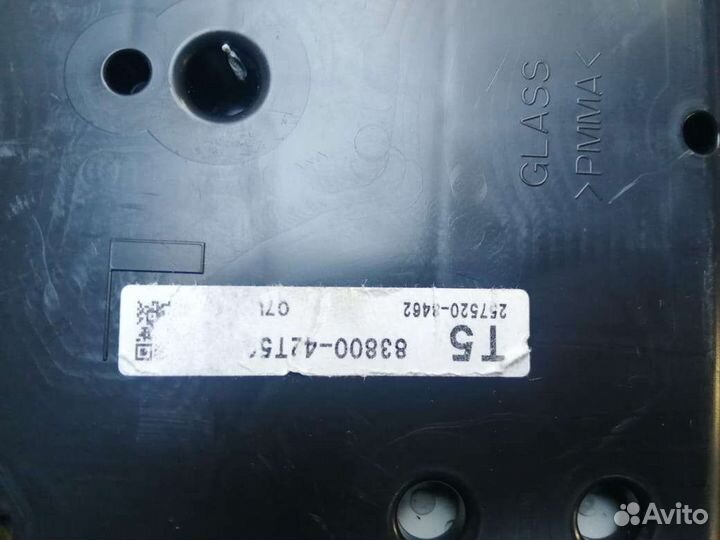 GLASS
>PMMA<
T5
83800-42T5
257520-8462
Avito